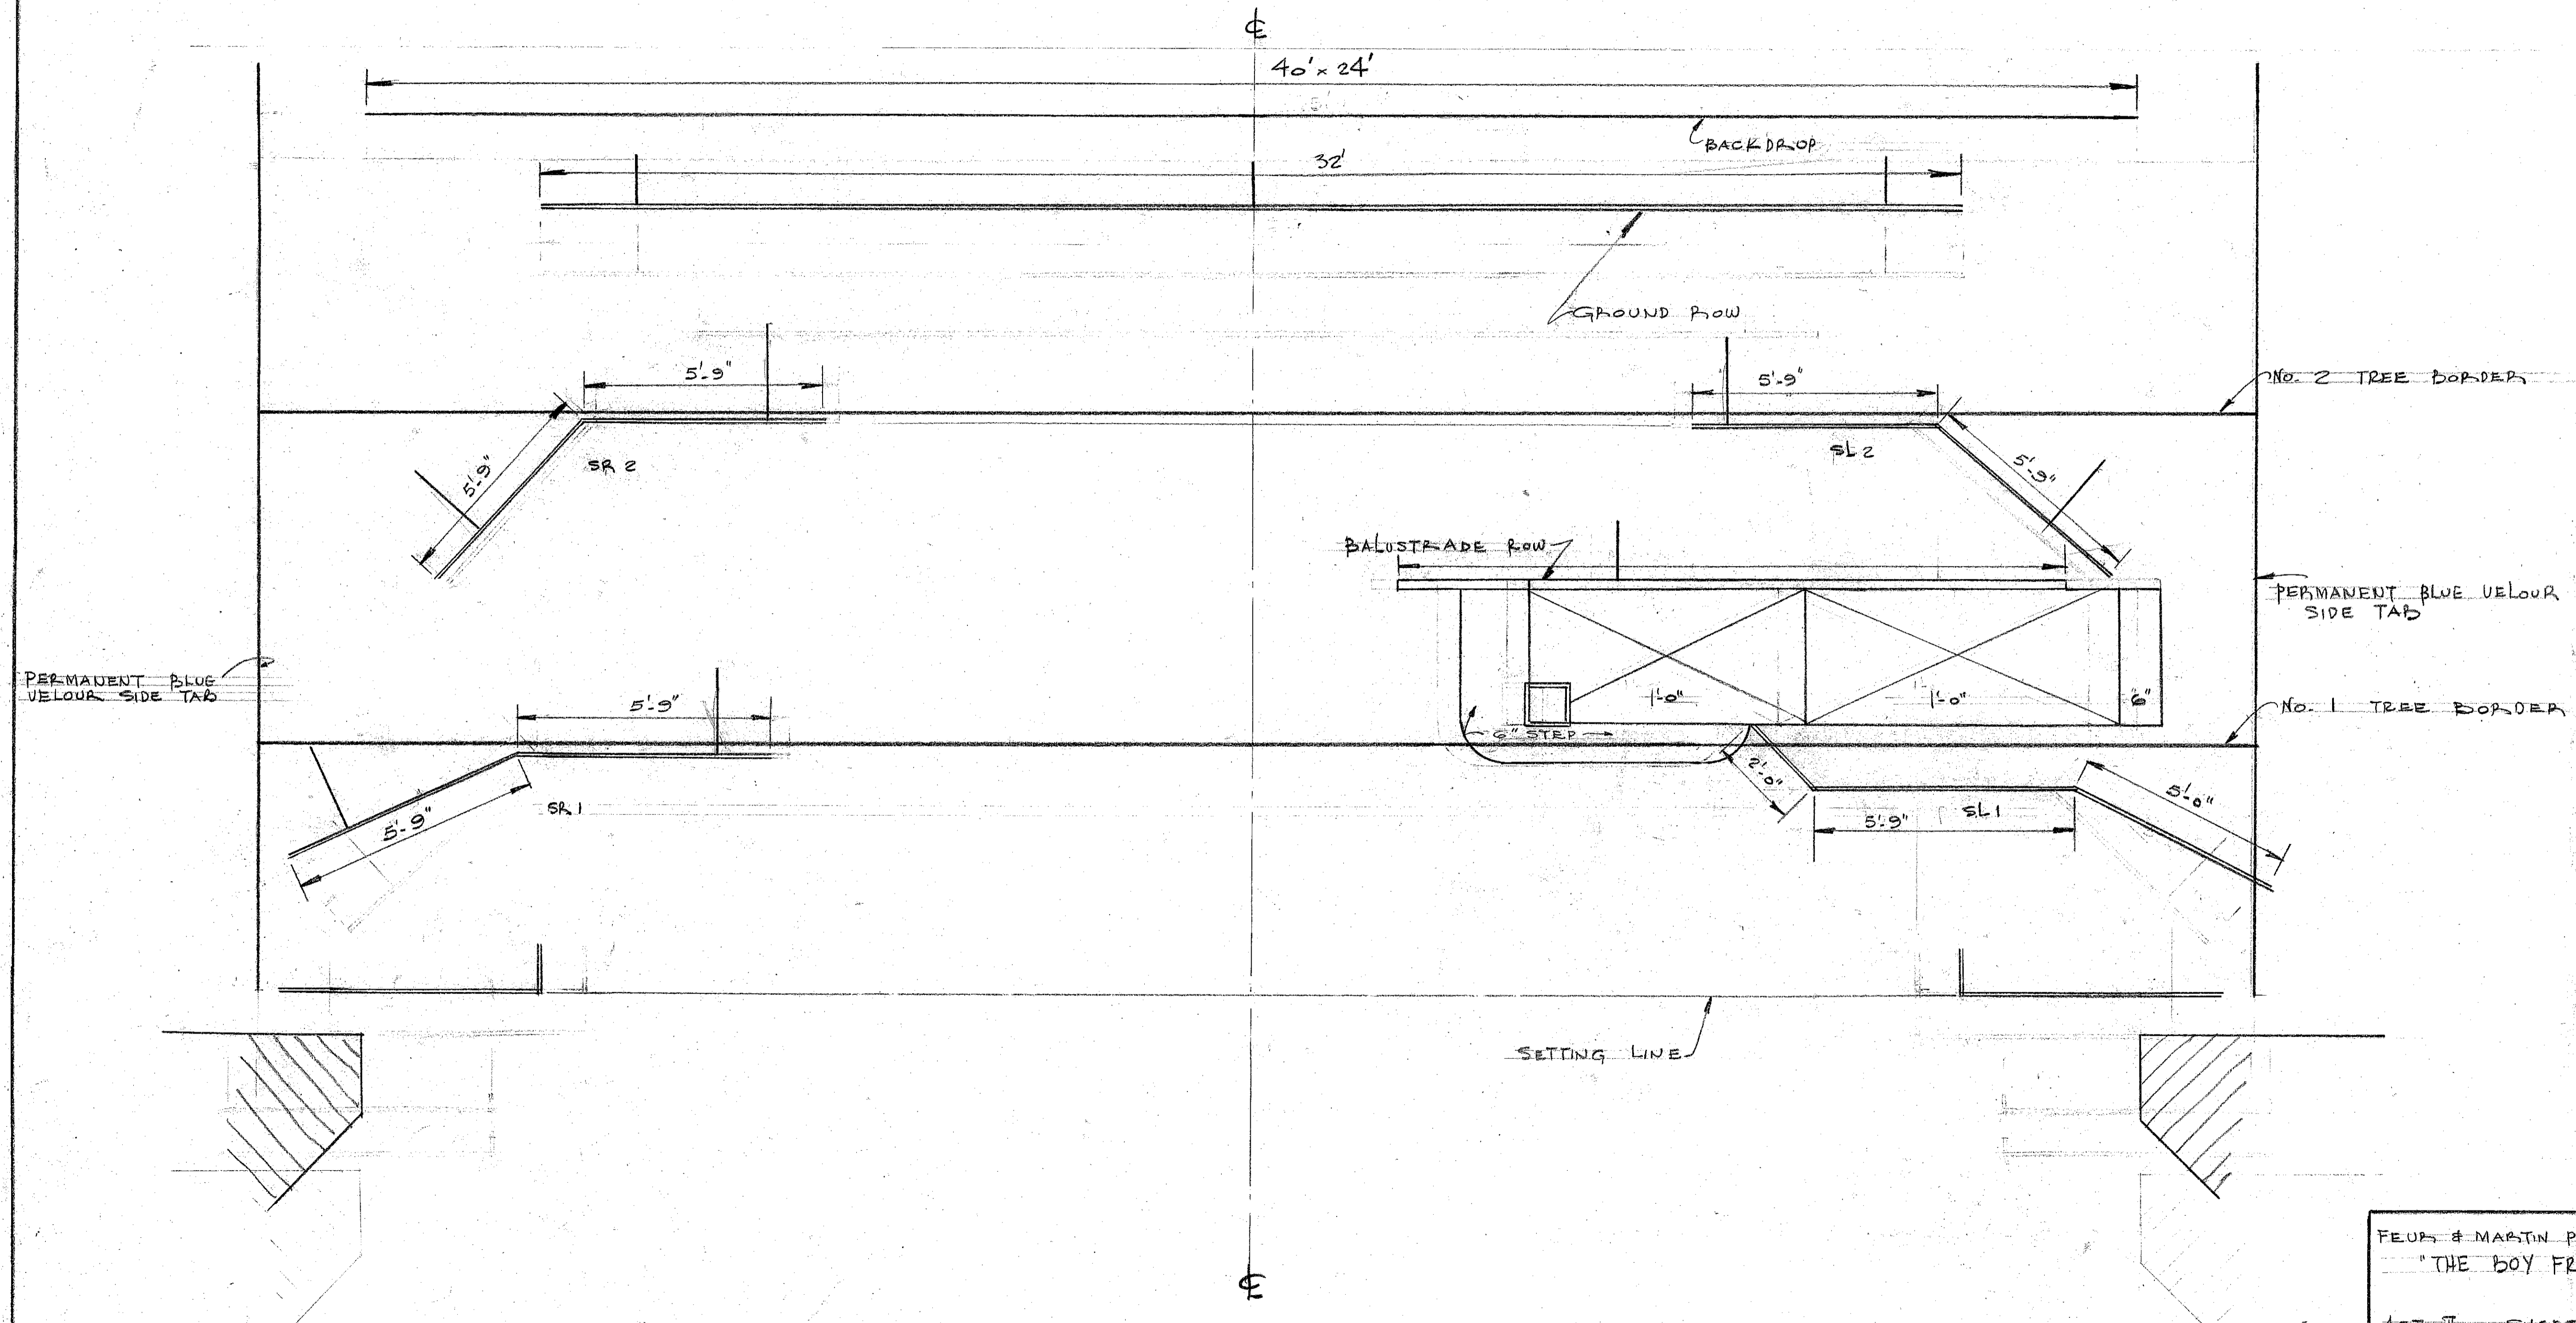 ℄
40' x 24'
BACKDROP
32'
GROUND ROW
5'-9"
5'-9"
No. 2 TREE BORDER
5'-9"
SR 2
SL 2
5'-9"
BALUSTRADE ROW
PERMANENT BLUE VELOUR
SIDE TAB
PERMANENT BLUE
VELOUR SIDE TAB
5'-9"
1'-0"
1'-0"
6"
No. 1 TREE BORDER
6" STEP
2'-0"
5'-0"
5'-9"
SR 1
5'-9"
SL 1
SETTING LINE
℄
FEUR & MARTIN P
"THE BOY FR